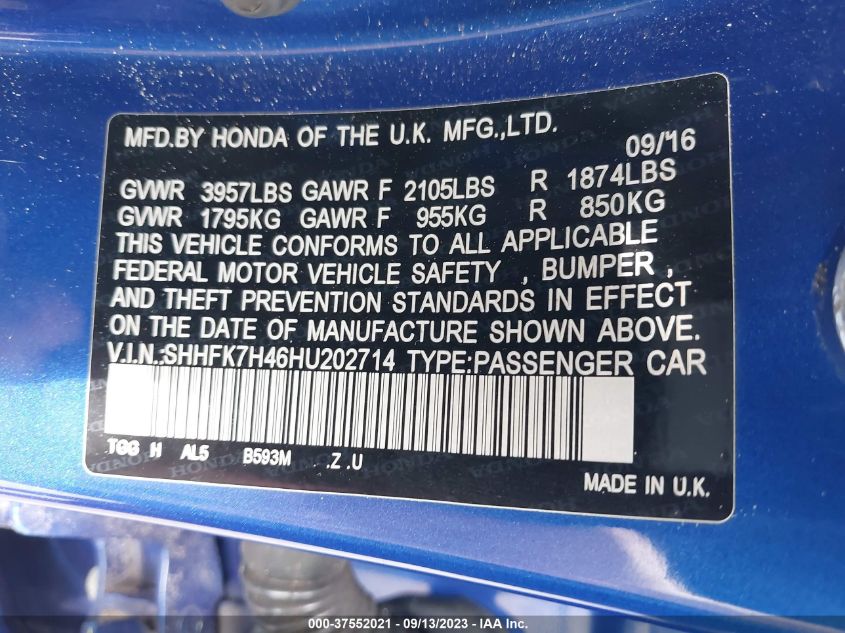 MFD.BY HONDA OF THE U.K. MFG.,LTD.
09/'16
GVWR 3957LBS GAWR F 2105LBS R 1874LBS
GVWR 1795KG GAWR F 955KG R 850KG
THIS VEHICLE CONFORMS TO ALL APPLICABLE
FEDERAL MOTOR VEHICLE SAFETY , BUMPER ,
AND THEFT PREVENTION STANDARDS IN EFFECT
ON THE DATE OF MANUFACTURE SHOWN ABOVE.
V.I.N.:SHHFK7H46HU202714 TYPE:PASSENGER CAR
TGG H AL5 B593M .Z .U
MADE IN U.K.
000-37552021 - 09/13/2023 - IAAI.COM